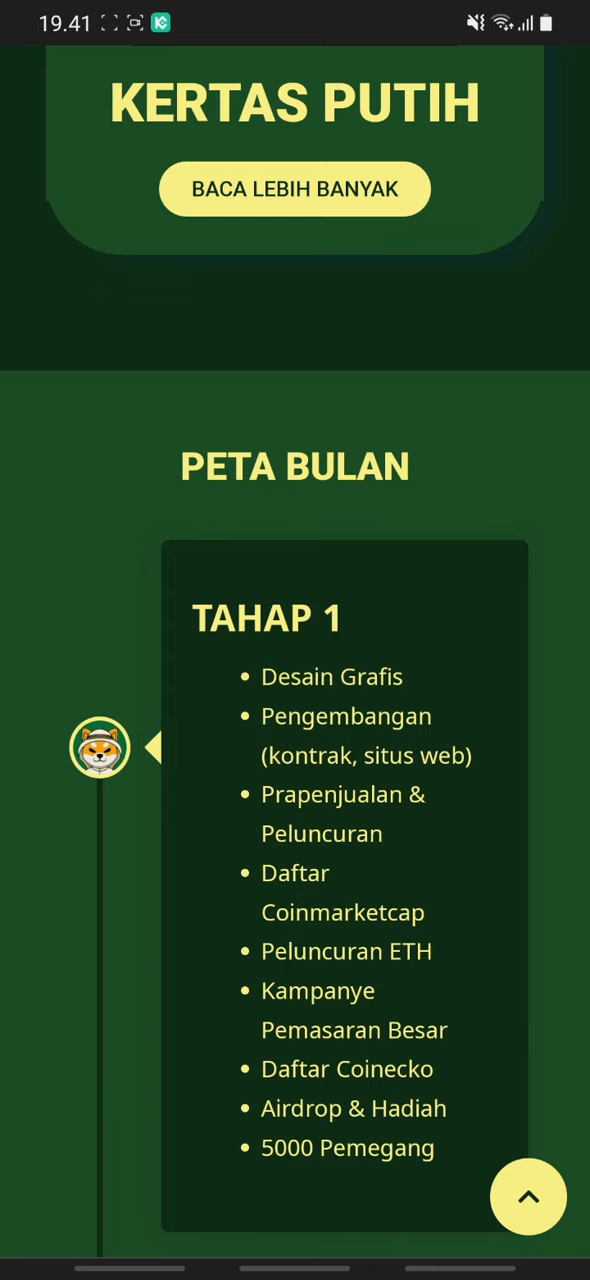 19.41
KERTAS PUTIH
BACA LEBIH BANYAK
PETA BULAN
TAHAP 1
Desain Grafis
Pengembangan
(kontrak, situs web)
Prapenjualan &
Peluncuran
Daftar
Coinmarketcap
Peluncuran ETH
Kampanye
Pemasaran Besar
Daftar Coinecko
Airdrop & Hadiah
5000 Pemegang